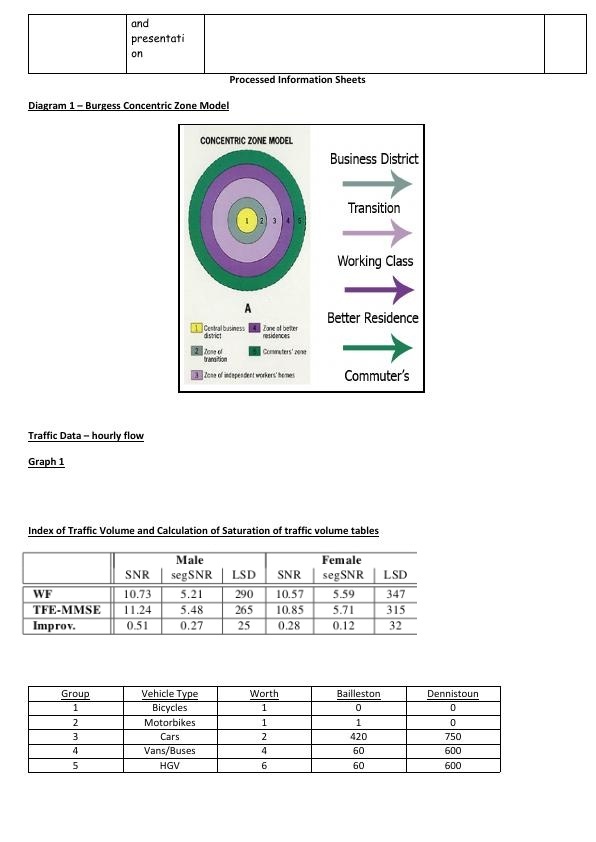 and
presentati
on
Processed Information Sheets
Diagram 1 – Burgess Concentric Zone Model
CONCENTRIC ZONE MODEL
1 2 3 4 5
A
1 Central business district
4 Zone of better residences
2 Zone of transition
5 Commuters' zone
3 Zone of independent workers' homes
Business District
Transition
Working Class
Better Residence
Commuter's
Traffic Data – hourly flow
Graph 1
Index of Traffic Volume and Calculation of Saturation of traffic volume tables
Male Female
SNR segSNR LSD SNR segSNR LSD
WF 10.73 5.21 290 10.57 5.59 347
TFE-MMSE 11.24 5.48 265 10.85 5.71 315
Improv. 0.51 0.27 25 0.28 0.12 32
Group Vehicle Type Worth Bailleston Dennistoun
1 Bicycles 1 0 0
2 Motorbikes 1 1 0
3 Cars 2 420 750
4 Vans/Buses 4 60 600
5 HGV 6 60 600